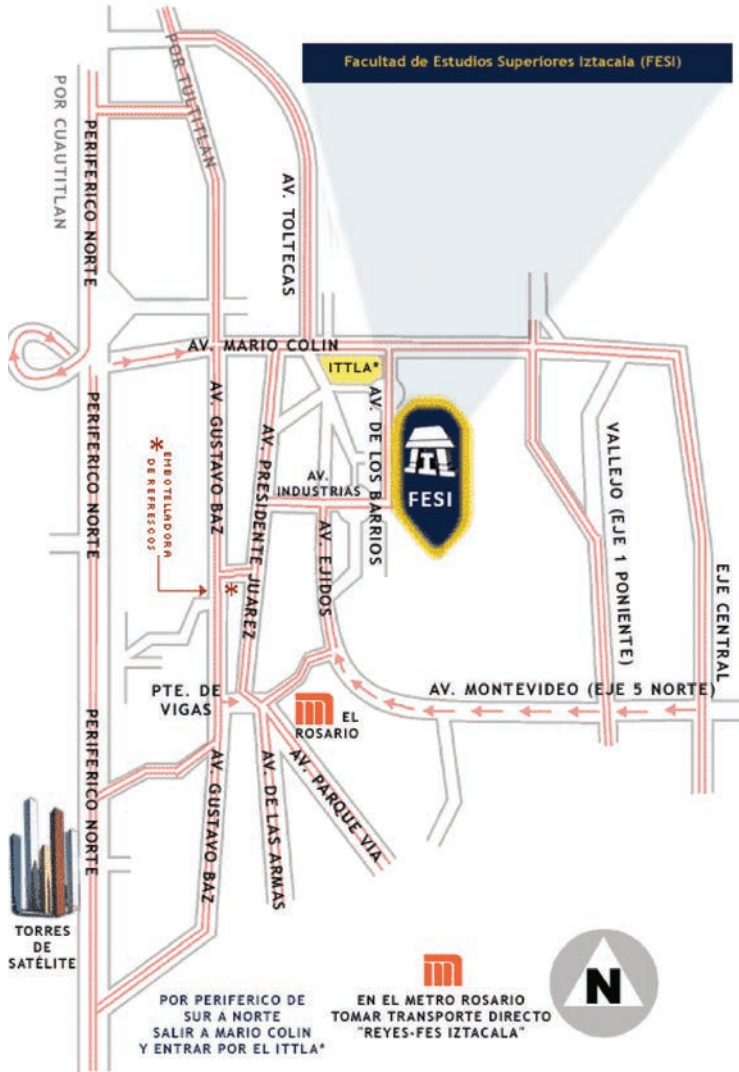 Facultad de Estudios Superiores Iztacala (FESI)
POR TULTITLAN
POR CUAUTITLAN
PERIFERICO NORTE
AV. TOLTECAS
AV. MARIO COLIN
ITTLA*
PERIFERICO NORTE
* EMBOTELLADORA
DE REFRESCOS
AV. GUSTAVO BAZ
AV. PRESIDENTE JUAREZ
AV.
INDUSTRIAS
AV. DE LOS BARRIOS
FESI
AV. EJIDOS
*
VALLEJO (EJE 1 PONIENTE)
EJE CENTRAL
PTE. DE
VIGAS
EL
ROSARIO
AV. MONTEVIDEO (EJE 5 NORTE)
PERIFERICO NORTE
AV. GUSTAVO BAZ
AV. DE LAS ARMAS
AV. PARQUE VIA
TORRES
DE
SATÉLITE
POR PERIFERICO DE
SUR A NORTE
SALIR A MARIO COLIN
Y ENTRAR POR EL ITTLA*
EN EL METRO ROSARIO
TOMAR TRANSPORTE DIRECTO
"REYES-FES IZTACALA"
N